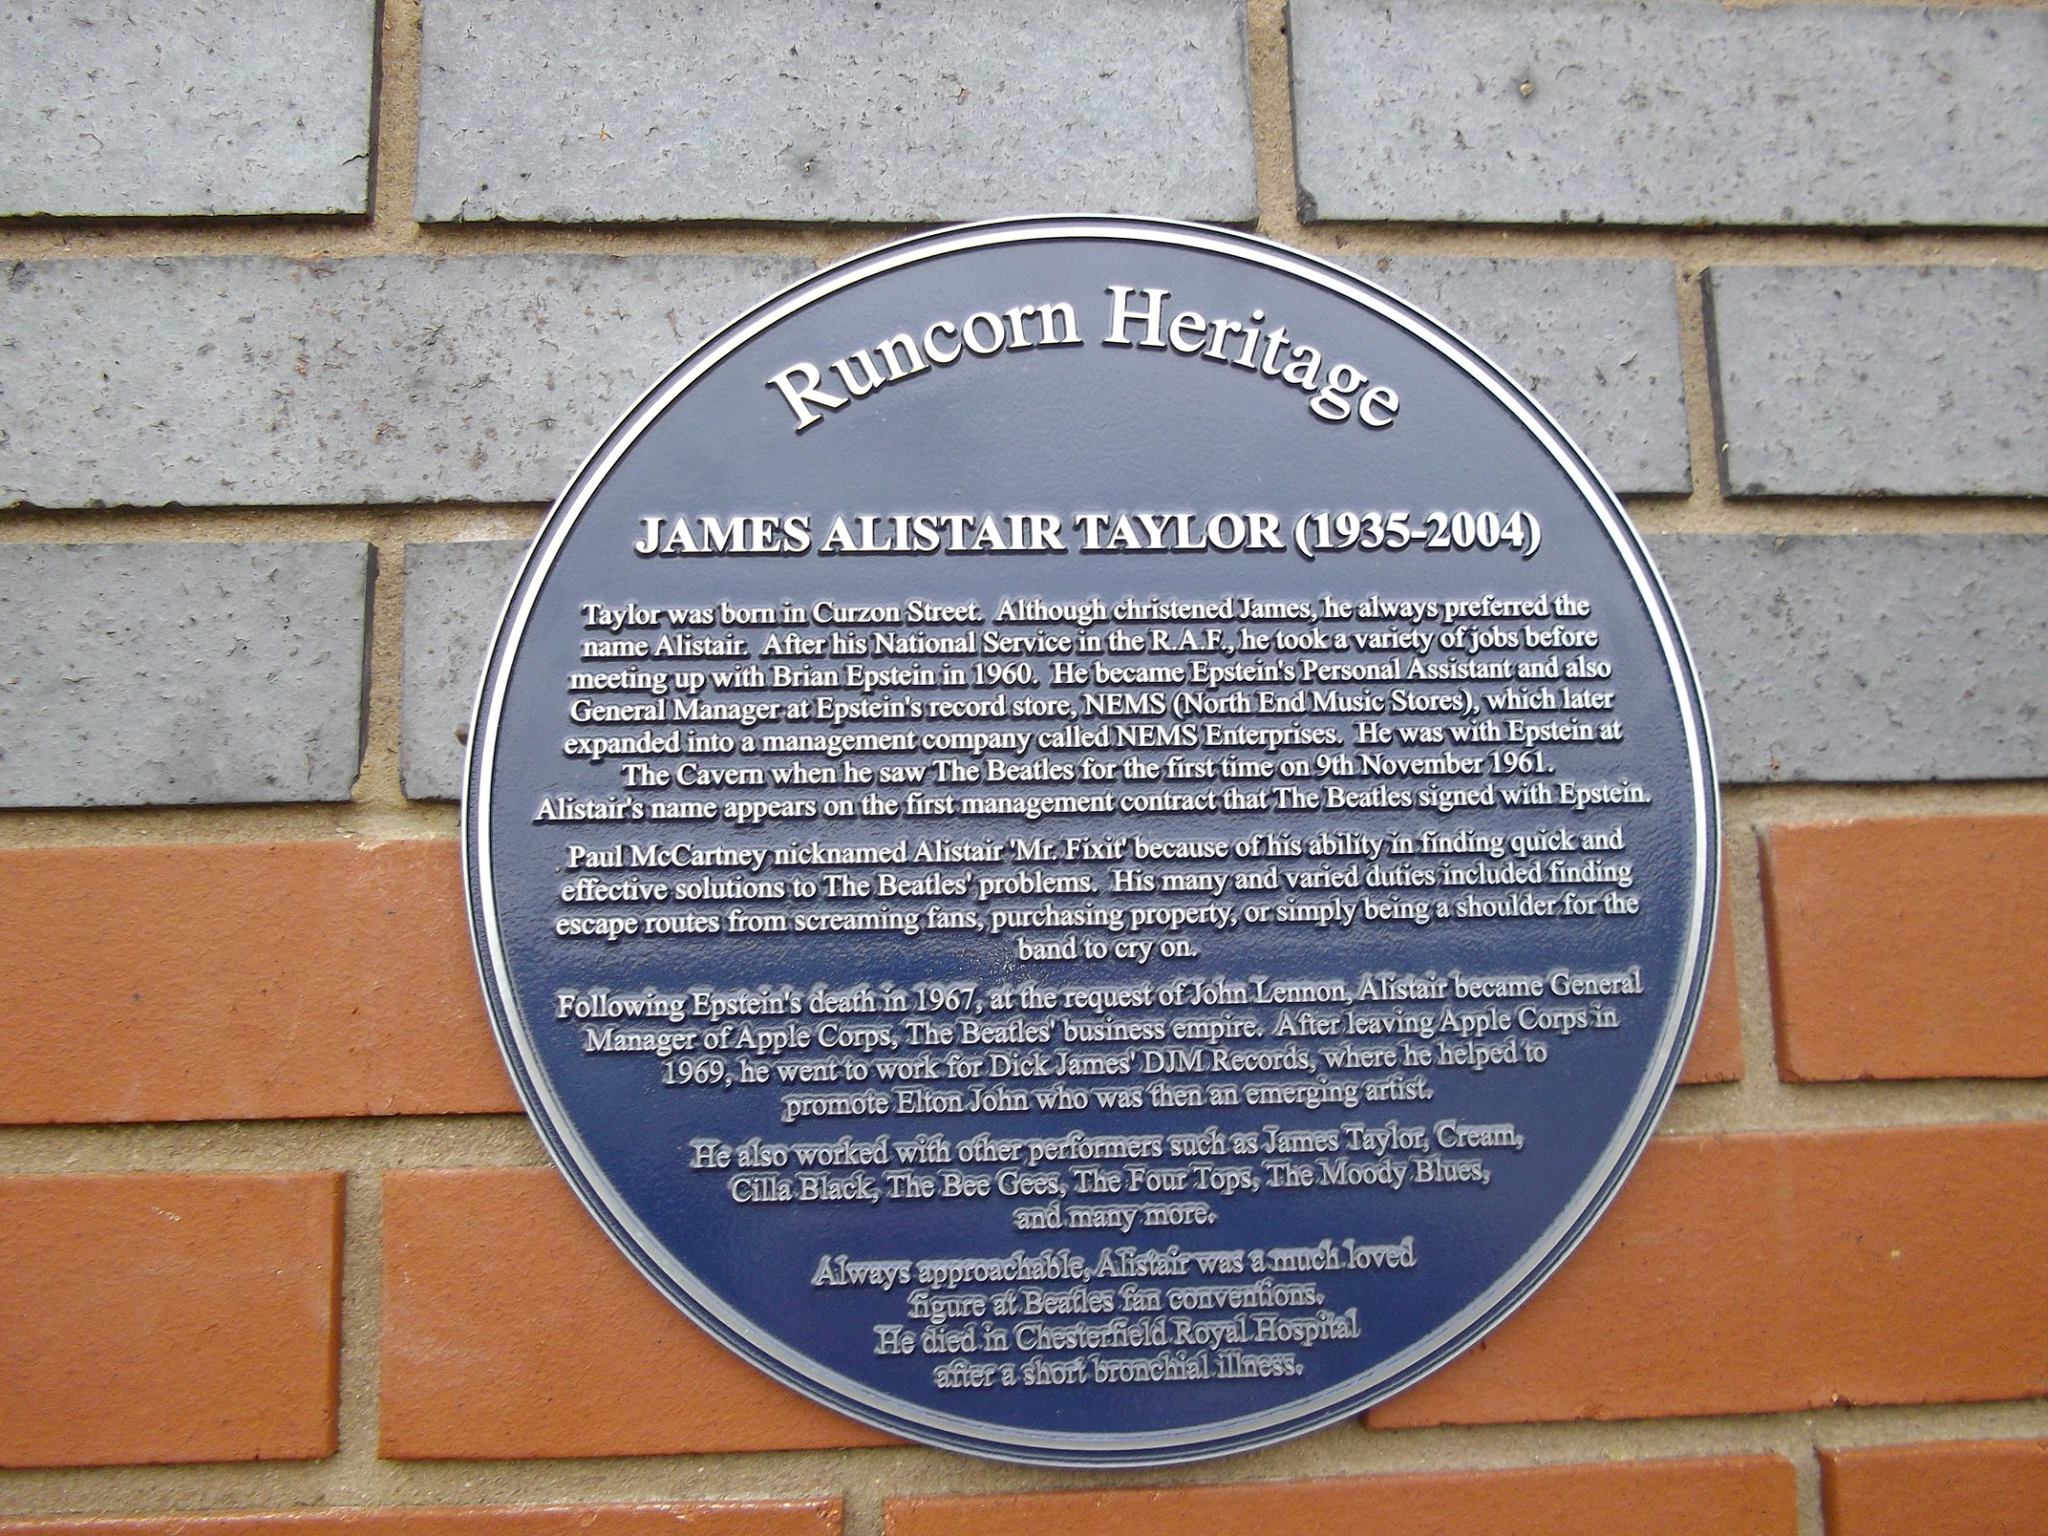 Runcorn Heritage
JAMES ALISTAIR TAYLOR (1935-2004)
Taylor was born in Curzon Street. Although christened James, he always preferred the
name Alistair. After his National Service in the R.A.F., he took a variety of jobs before
meeting up with Brian Epstein in 1960. He became Epstein's Personal Assistant and also
General Manager at Epstein's record store, NEMS (North End Music Stores), which later
expanded into a management company called NEMS Enterprises. He was with Epstein at
The Cavern when he saw The Beatles for the first time on 9th November 1961.
Alistair's name appears on the first management contract that The Beatles signed with Epstein.
Paul McCartney nicknamed Alistair 'Mr. Fixit' because of his ability in finding quick and
effective solutions to The Beatles' problems. His many and varied duties included finding
escape routes from screaming fans, purchasing property, or simply being a shoulder for the
band to cry on.
Following Epstein's death in 1967, at the request of John Lennon, Alistair became General
Manager of Apple Corps, The Beatles' business empire. After leaving Apple Corps in
1969, he went to work for Dick James' DJM Records, where he helped to
promote Elton John who was then an emerging artist.
He also worked with other performers such as James Taylor, Cream,
Cilla Black, The Bee Gees, The Four Tops, The Moody Blues,
and many more.
Always approachable, Alistair was a much loved
figure at Beatles fan conventions.
He died in Chesterfield Royal Hospital
after a short bronchial illness.